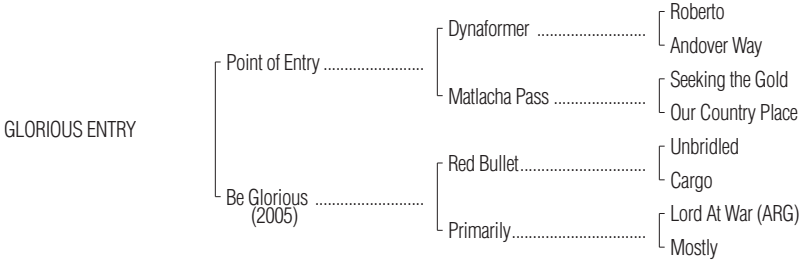 Roberto
Dynaformer ..........................
Andover Way
Point of Entry ........................
Seeking the Gold
Matlacha Pass ......................
Our Country Place
GLORIOUS ENTRY
Unbridled
Red Bullet..............................
Cargo
Be Glorious ..........................
(2005)
Lord At War (ARG)
Primarily................................
Mostly